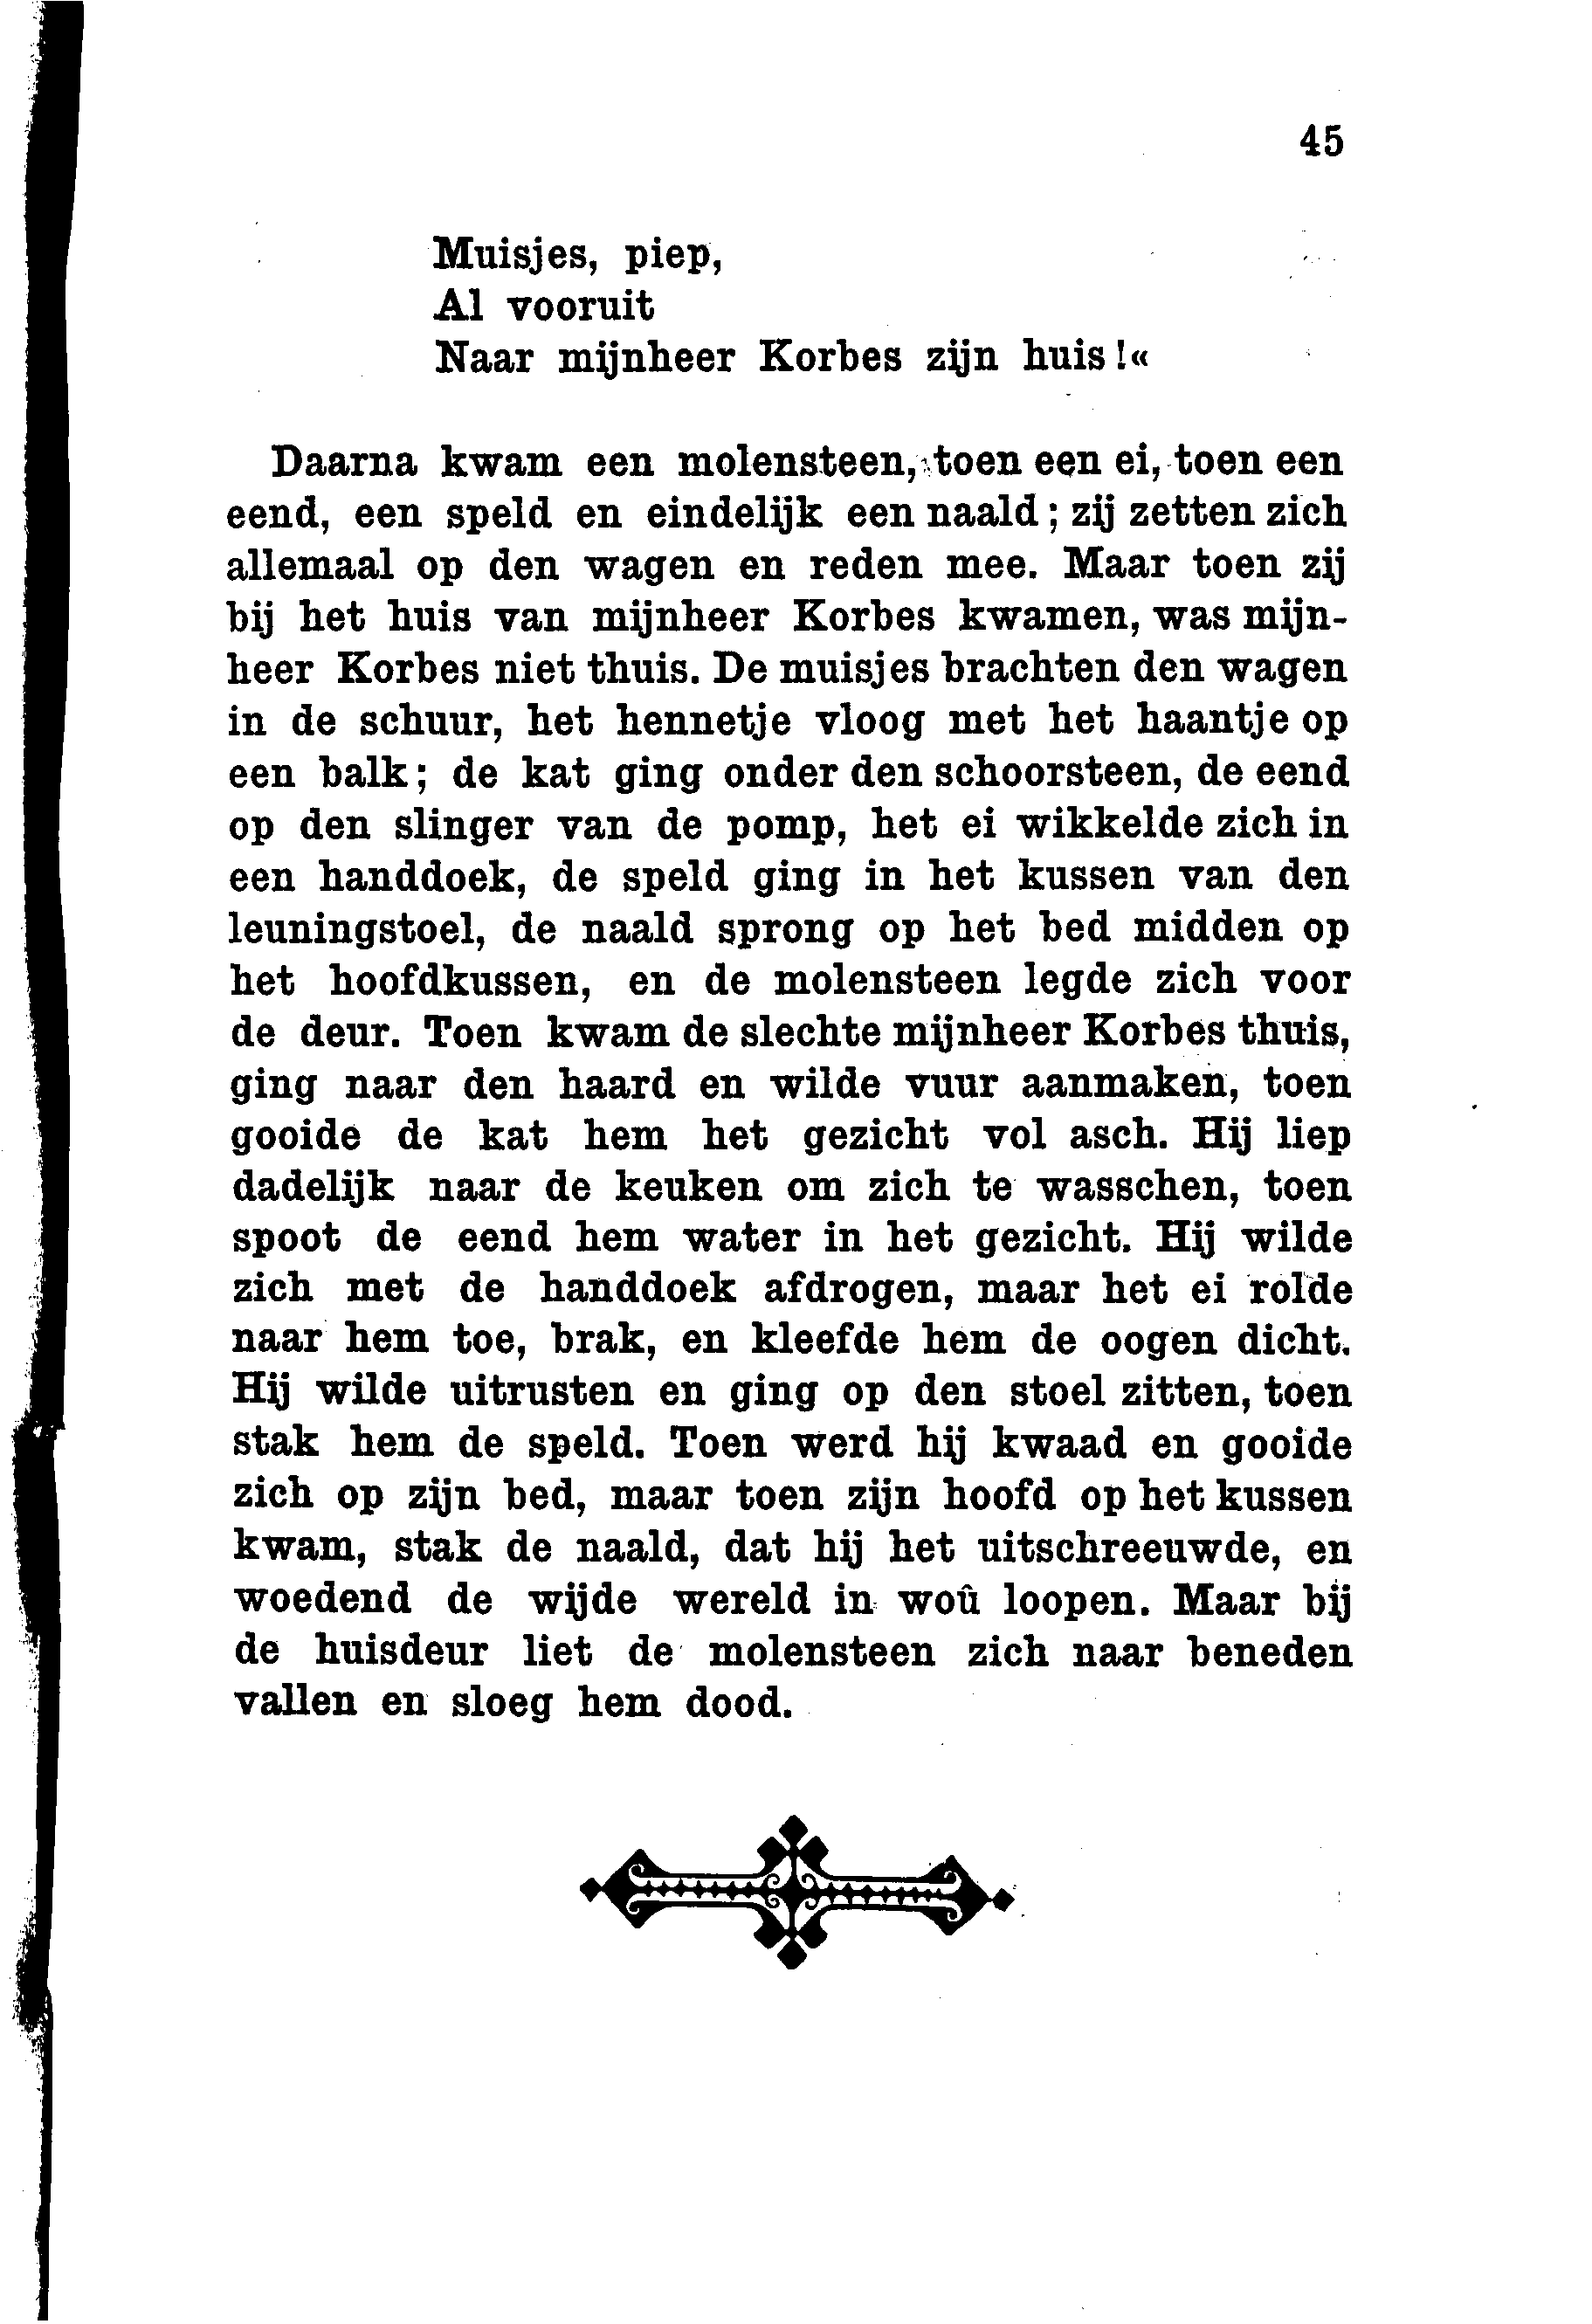 45
Muisjes, piep,
Al vooruit
Naar mijnheer Korbes zijn huis!«
Daarna kwam een molensteen, toen een ei, toen een
eend, een speld en eindelijk een naald; zij zetten zich
allemaal op den wagen en reden mee. Maar toen zij
bij het huis van mijnheer Korbes kwamen, was mijn-
heer Korbes niet thuis. De muisjes brachten den wagen
in de schuur, het hennetje vloog met het haantje op
een balk; de kat ging onder den schoorsteen, de eend
op den slinger van de pomp, het ei wikkelde zich in
een handdoek, de speld ging in het kussen van den
leuningstoel, de naald sprong op het bed midden op
het hoofdkussen, en de molensteen legde zich voor
de deur. Toen kwam de slechte mijnheer Korbes thuis,
ging naar den haard en wilde vuur aanmaken, toen
gooide de kat hem het gezicht vol asch. Hij liep
dadelijk naar de keuken om zich te wasschen, toen
spoot de eend hem water in het gezicht. Hij wilde
zich met de handdoek afdrogen, maar het ei rolde
naar hem toe, brak, en kleefde hem de oogen dicht.
Hij wilde uitrusten en ging op den stoel zitten, toen
stak hem de speld. Toen werd hij kwaad en gooide
zich op zijn bed, maar toen zijn hoofd op het kussen
kwam, stak de naald, dat hij het uitschreeuwde, en
woedend de wijde wereld in woû loopen. Maar bij
de huisdeur liet de molensteen zich naar beneden
vallen en sloeg hem dood.